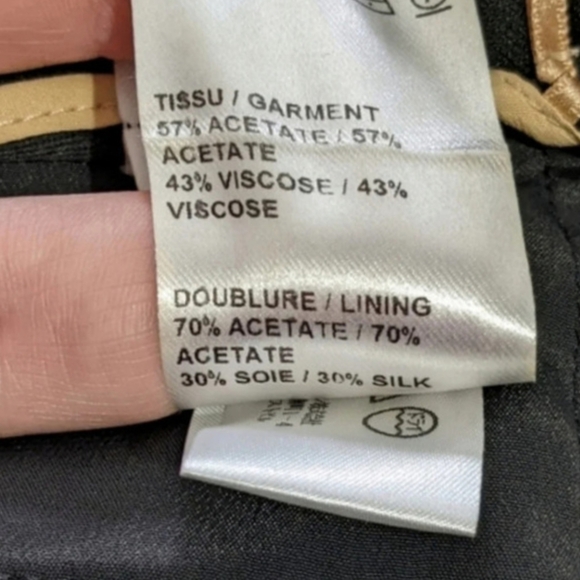 TISSU / GARMENT
57% ACETATE / 57%
ACETATE
43% VISCOSE / 43%
VISCOSE
DOUBLURE / LINING
70% ACETATE / 70%
ACETATE
30% SOIE / 30% SILK